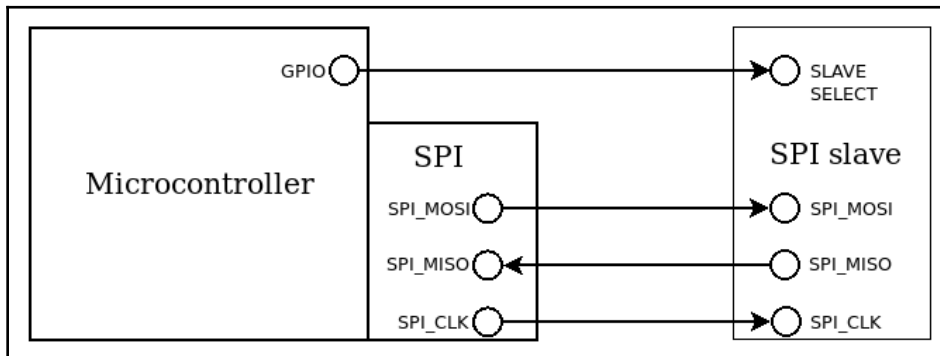 GPIO
SLAVE
SELECT
Microcontroller
SPI
SPI slave
SPI_MOSI
SPI_MOSI
SPI_MISO
SPI_MISO
SPI_CLK
SPI_CLK